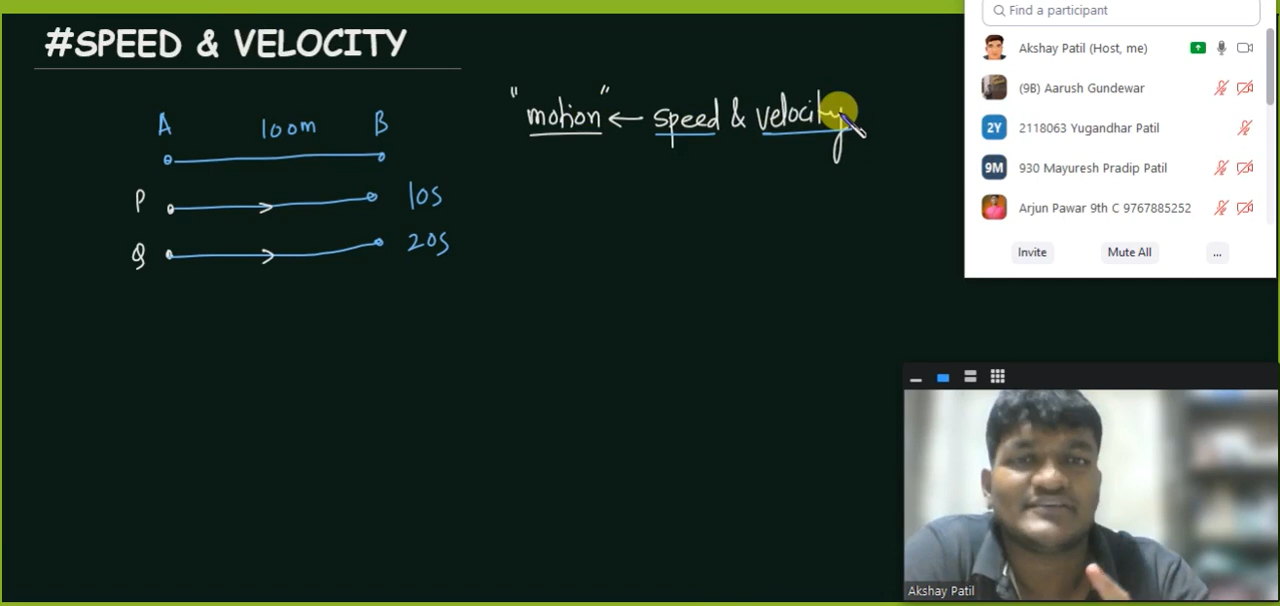 #SPEED & VELOCITY
A 100m B
P 10s
Q 20s
"motion" ← speed & velocity
Find a participant
Akshay Patil (Host, me)
(9B) Aarush Gundewar
2Y 2118063 Yugandhar Patil
9M 930 Mayuresh Pradip Patil
Arjun Pawar 9th C 9767885252
Invite Mute All ...
Akshay Patil